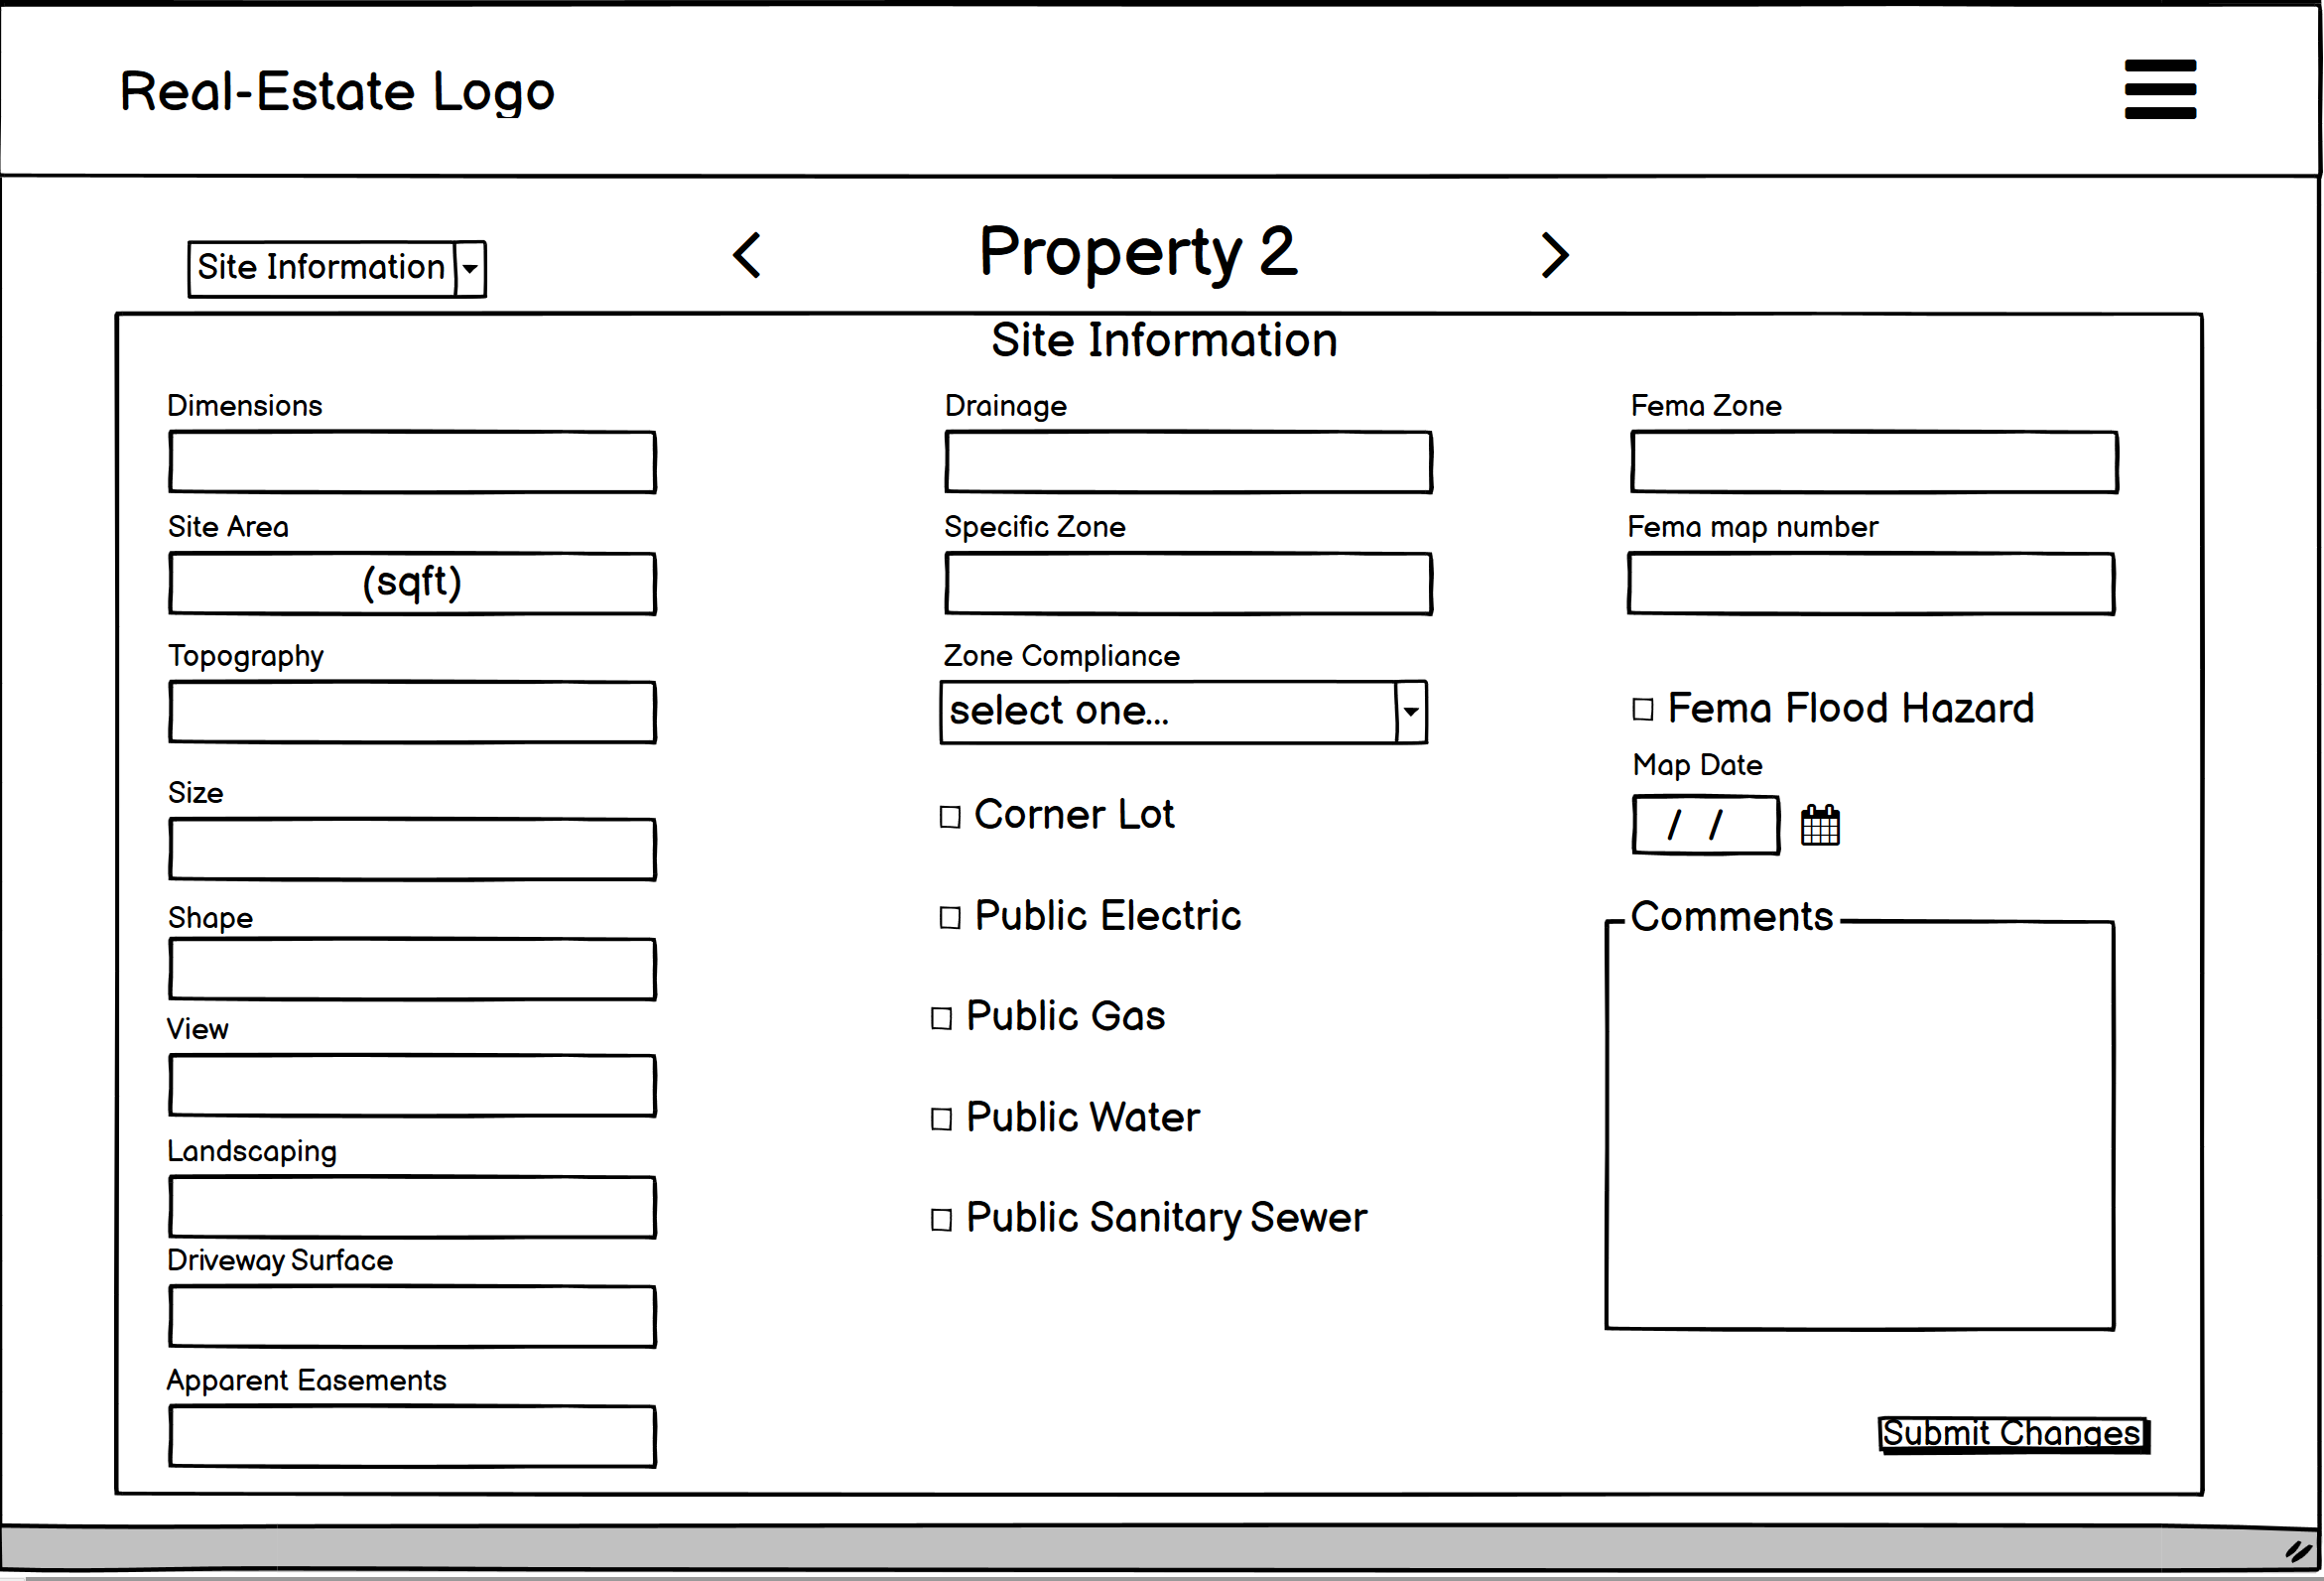 Real-Estate Logo
Site Information
Property 2
Site Information
Dimensions
Site Area
(sqft)
Topography
Size
Shape
View
Landscaping
Driveway Surface
Apparent Easements
Drainage
Specific Zone
Zone Compliance
select one...
Corner Lot
Public Electric
Public Gas
Public Water
Public Sanitary Sewer
Fema Zone
Fema map number
Fema Flood Hazard
Map Date
/ /
Comments
Submit Changes